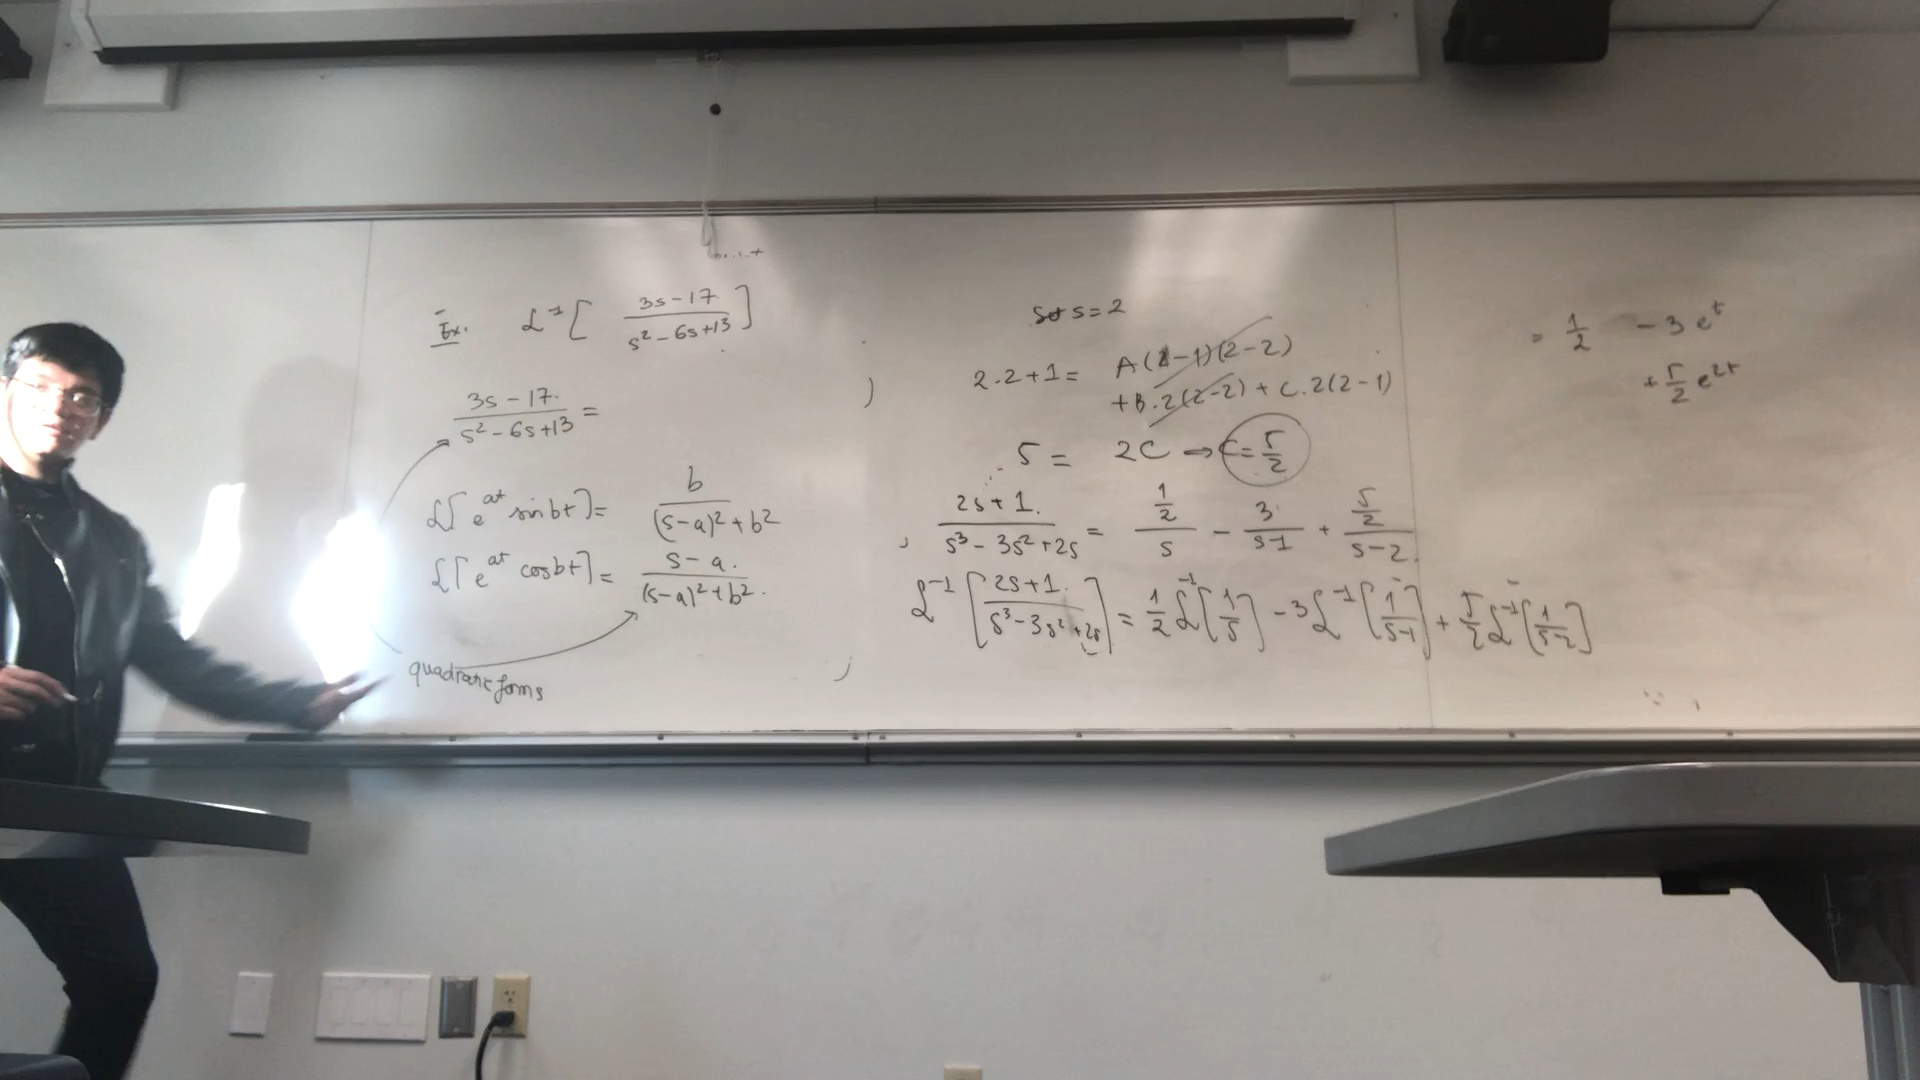 Ex. ℒ⁻¹ [ (3s-17)/(s²-6s+13) ]
(3s-17)/(s²-6s+13) =
ℒ[e^{at} sin bt] = b/((s-a)²+b²)
ℒ[e^{at} cos bt] = (s-a)/((s-a)²+b²)
quadratic forms
Set s=2
2.2+1 = A(2-1)(2-2)
+B.2(2-2) + C.2(2-1)
5 = 2C ⇒ C=5/2
(2s+1)/(s³-3s²+2s) = (1/2)/s - 3/(s-1) + (5/2)/(s-2)
ℒ⁻¹ [ (2s+1)/(s³-3s²+2s) ] = 1/2 ℒ⁻¹[1/s] - 3ℒ⁻¹[1/(s-1)] + 5/2 ℒ⁻¹[1/(s-2)]
= 1/2 - 3e^t
+ 5/2 e^{2t}